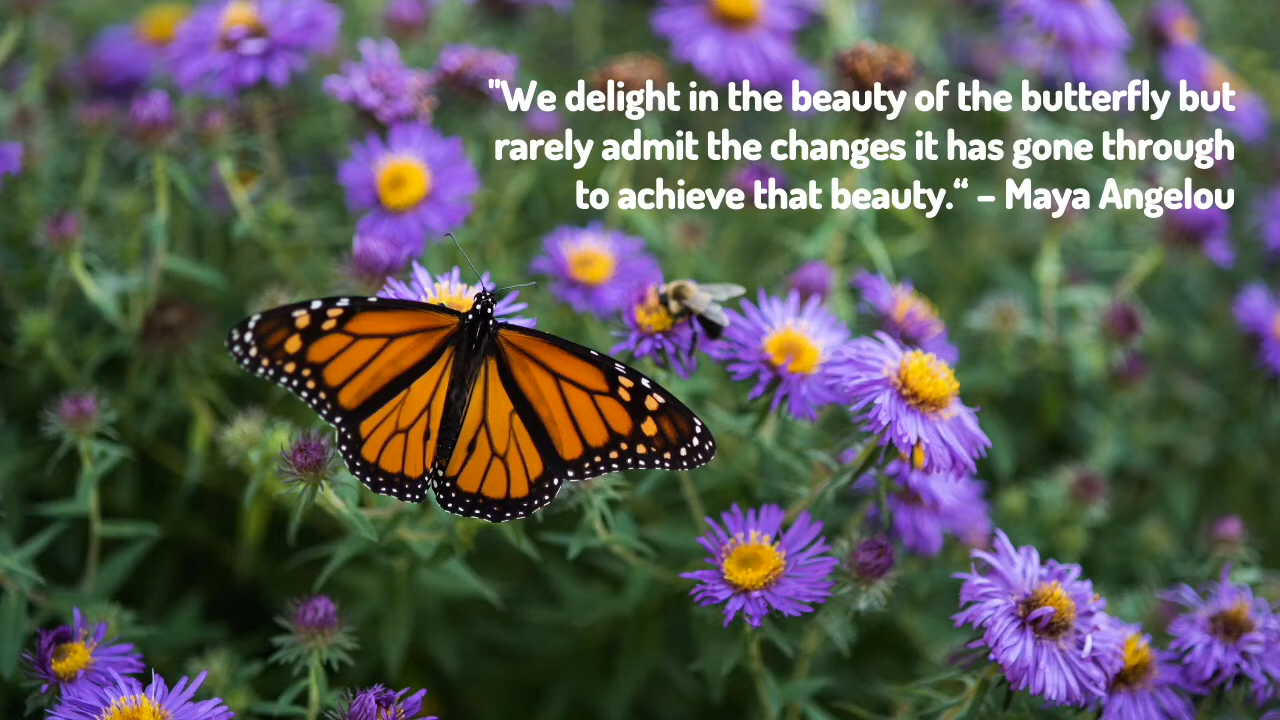 "We delight in the beauty of the butterfly but
rarely admit the changes it has gone through
to achieve that beauty.“ – Maya Angelou